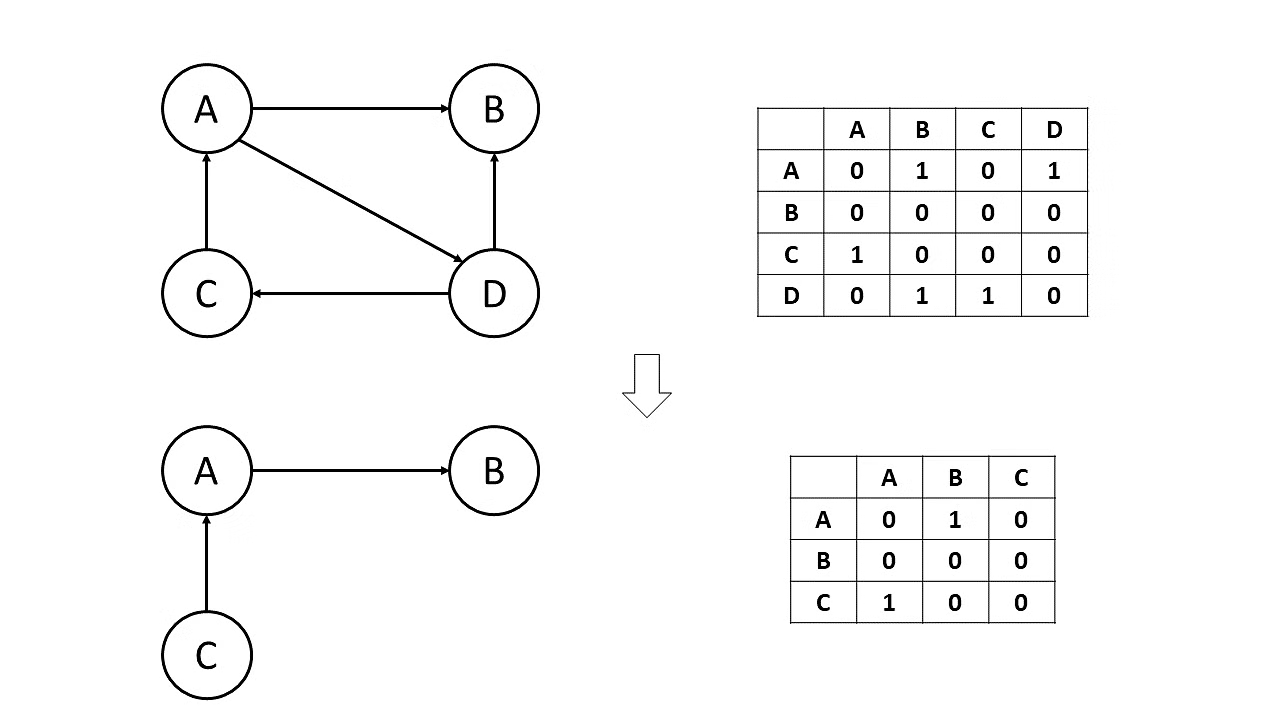 A B
C D
A B C D
A 0 1 0 1
B 0 0 0 0
C 1 0 0 0
D 0 1 1 0
A B
C
A B C
A 0 1 0
B 0 0 0
C 1 0 0